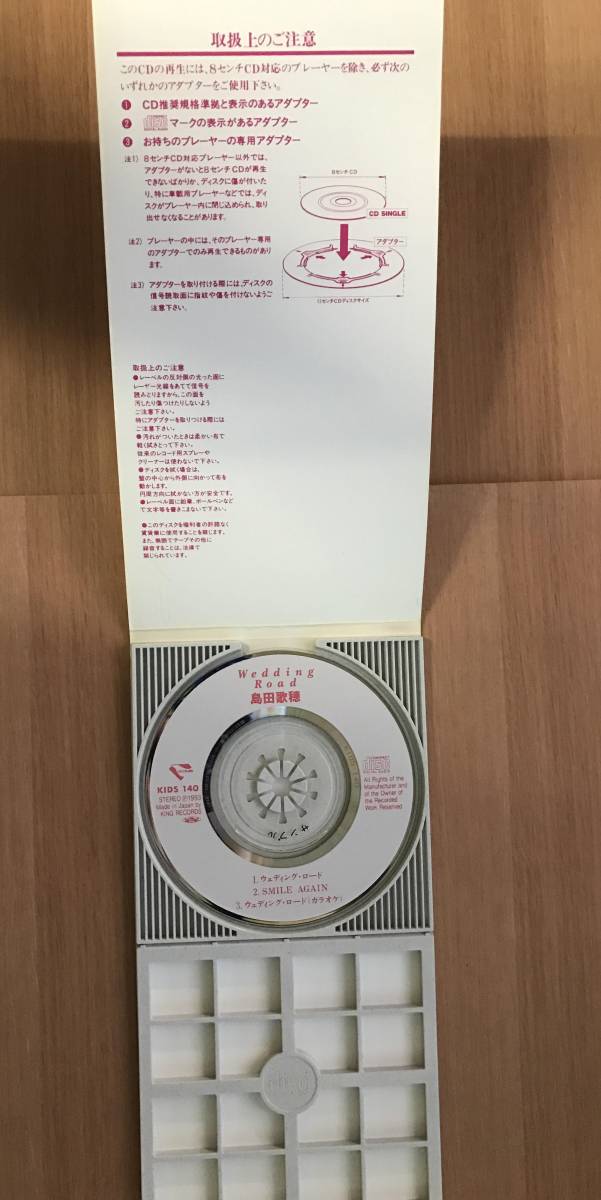 取扱上のご注意
このCDの再生には、8センチCD対応のプレーヤーを除き、必ず次の
いずれかのアダプターをご使用下さい。
❶ CD推奨規格準拠と表示のあるアダプター
❷ マークの表示があるアダプター
❸ お持ちのプレーヤーの専用アダプター
注1) 8センチCD対応プレーヤー以外では、
アダプターがないと8センチCDが再生
できないばかりか、ディスクに傷が付いた
り、特に車載用プレーヤーなどでは、ディ
スクがプレーヤー内に閉じ込められ、取り
出せなくなることがあります。
注2) プレーヤーの中には、そのプレーヤー専用
のアダプターでのみ再生できるものがあり
ます。
注3) アダプターを取り付ける際には、ディスクの
信号読取面に指紋や傷を付けないようご
注意下さい。
8センチCD
CD SINGLE
アダプター
12センチCDディスクサイズ
取扱上のご注意
●レーベルの反対側の光った面に
レーザー光線をあてて信号を
読みとりますから、この面を
汚したり傷つけたりしないよう
ご注意下さい。
特にアダプターを取りつける際には
ご注意下さい。
●汚れがついたときは柔かい布で
軽く拭きとって下さい。
従来のレコード用スプレーや
クリーナーは使わないで下さい。
●ディスクを拭く場合は、
盤の中心から外側に向かって布を
動かします。
円周方向に拭かない方が安全です。
●レーベル面に鉛筆、ボールペンなど
で文字等を書きこまないで下さい。
●このディスクを権利者の許諾なく
賃貸業に使用することを禁じます。
また、無断でテープその他に
録音することは、法律で
禁じられています。
Wedding
Road
島田歌穂
KIDS 140
STEREO Ⓟ1993
Made in Japan by
KING RECORDS
COMPACT
disc
DIGITAL AUDIO
All Rights of the
Manufacturer and
of the Owner of
the Recorded
Work Reserved
サンプル
1. ウェディング・ロード
2. SMILE AGAIN
3. ウェディング・ロード(カラオケ)